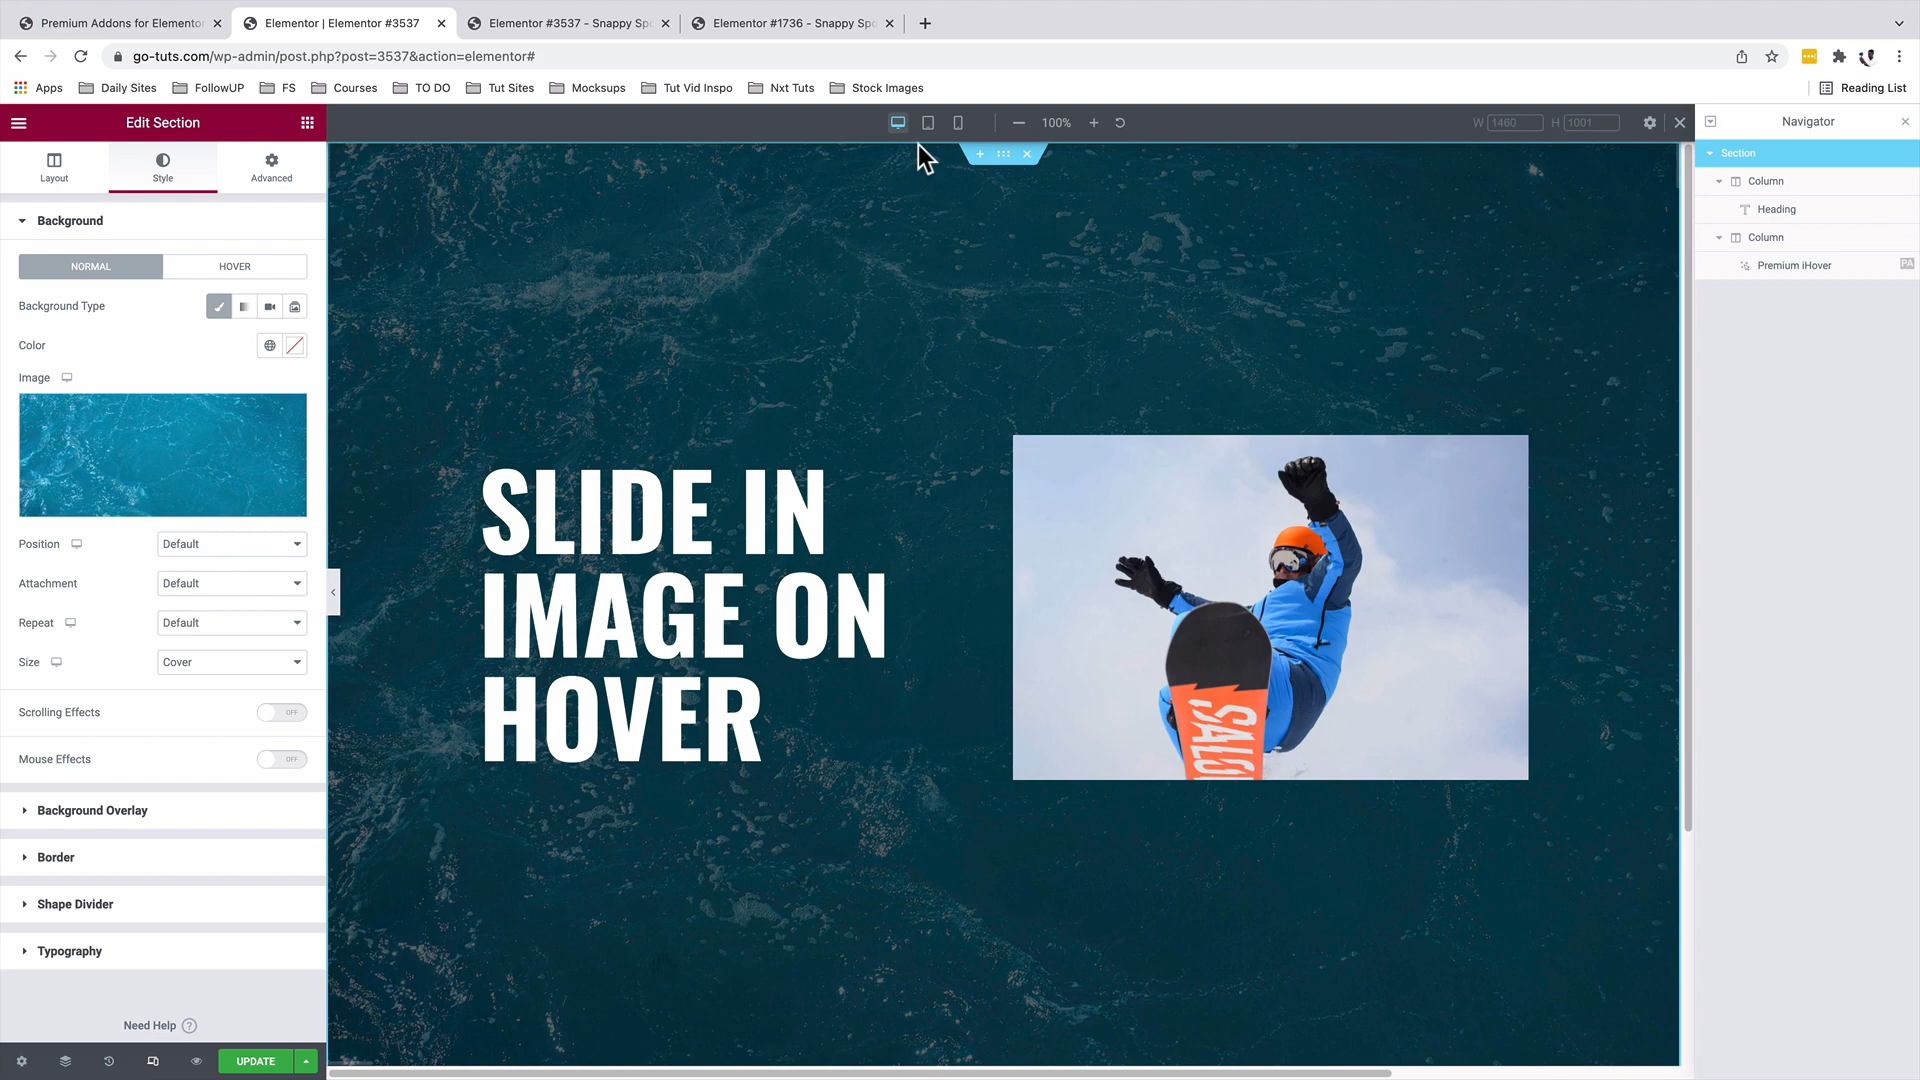 Premium Addons for Elementor
Elementor | Elementor #3537
Elementor #3537 - Snappy Spo
Elementor #1736 - Snappy Spo
go-tuts.com/wp-admin/post.php?post=3537&action=elementor#
Apps
Daily Sites
FollowUP
FS
Courses
TO DO
Tut Sites
Mocksups
Tut Vid Inspo
Nxt Tuts
Stock Images
Reading List
Edit Section
100%
W 1460
H 1001
Navigator
Layout
Style
Advanced
Section
Column
Heading
Column
Premium iHover
PA
Background
NORMAL
HOVER
Background Type
Color
Image
Position
Default
Attachment
Default
Repeat
Default
Size
Cover
Scrolling Effects
OFF
Mouse Effects
OFF
Background Overlay
Border
Shape Divider
Typography
Need Help
?
UPDATE
SLIDE IN
IMAGE ON
HOVER